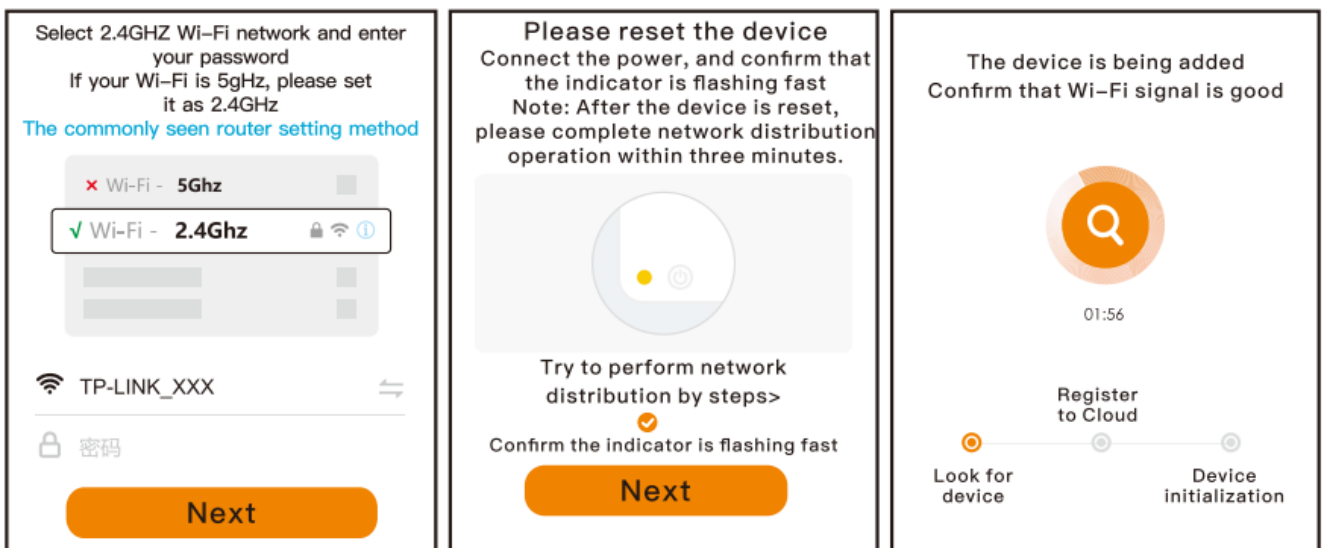 Select 2.4GHZ Wi-Fi network and enter
your password
If your Wi-Fi is 5gHz, please set
it as 2.4GHz
The commonly seen router setting method
× Wi-Fi - 5Ghz
√ Wi-Fi - 2.4Ghz
TP-LINK_XXX
密码
Next
Please reset the device
Connect the power, and confirm that
the indicator is flashing fast
Note: After the device is reset,
please complete network distribution
operation within three minutes.
Try to perform network
distribution by steps>
Confirm the indicator is flashing fast
Next
The device is being added
Confirm that Wi-Fi signal is good
01:56
Register
to Cloud
Look for
device
Device
initialization